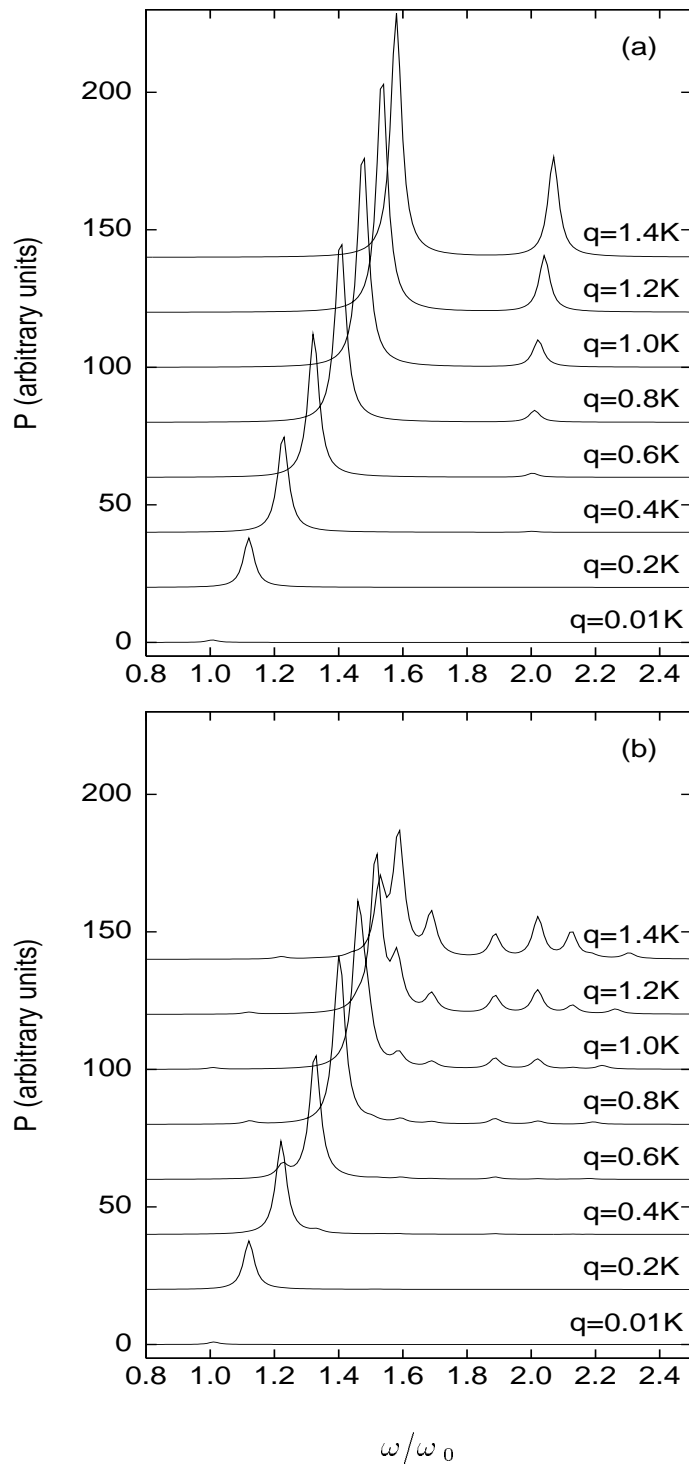 (a)
200
150
100
50
0
P (arbitrary units)
q=1.4K
q=1.2K
q=1.0K
q=0.8K
q=0.6K
q=0.4K
q=0.2K
q=0.01K
0.8 1.0 1.2 1.4 1.6 1.8 2.0 2.2 2.4
(b)
200
150
100
50
0
P (arbitrary units)
q=1.4K
q=1.2K
q=1.0K
q=0.8K
q=0.6K
q=0.4K
q=0.2K
q=0.01K
0.8 1.0 1.2 1.4 1.6 1.8 2.0 2.2 2.4
ω/ω₀